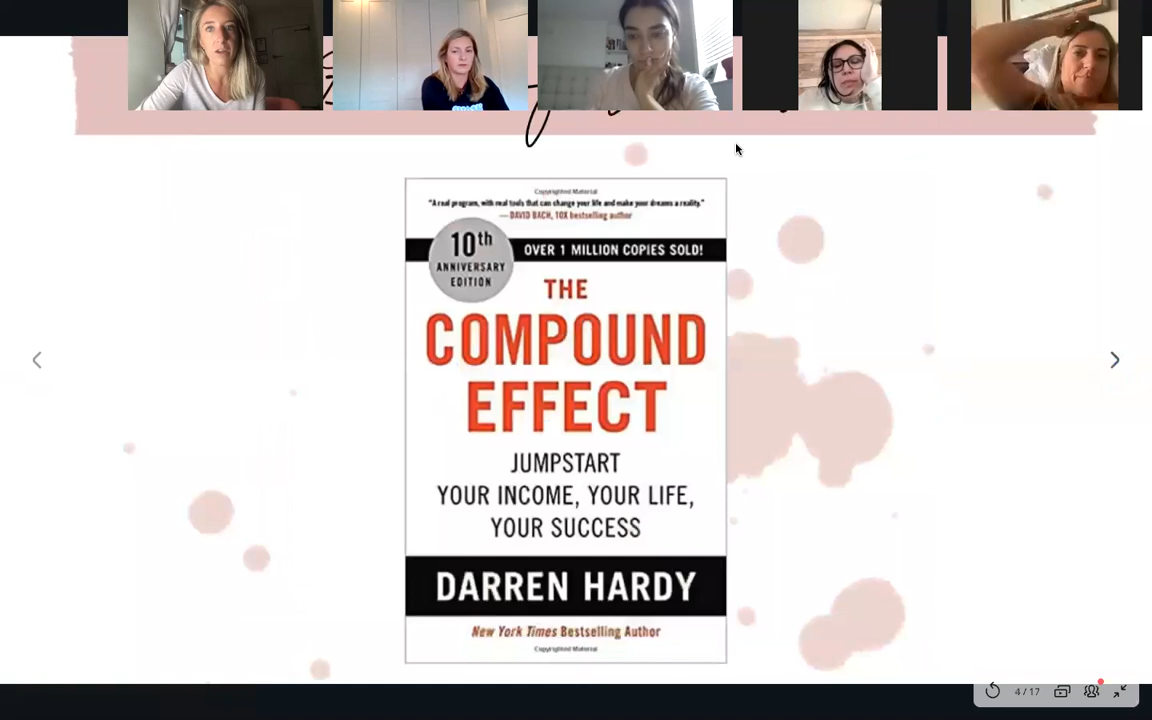 Copyrighted Material
"A real program, with real tools that can change your life and make your dreams a reality."
—DAVID BACH, 10X bestselling author
10th
ANNIVERSARY
EDITION
OVER 1 MILLION COPIES SOLD!
THE
COMPOUND
EFFECT
JUMPSTART
YOUR INCOME, YOUR LIFE,
YOUR SUCCESS
DARREN HARDY
New York Times Bestselling Author
Copyrighted Material
4 / 17